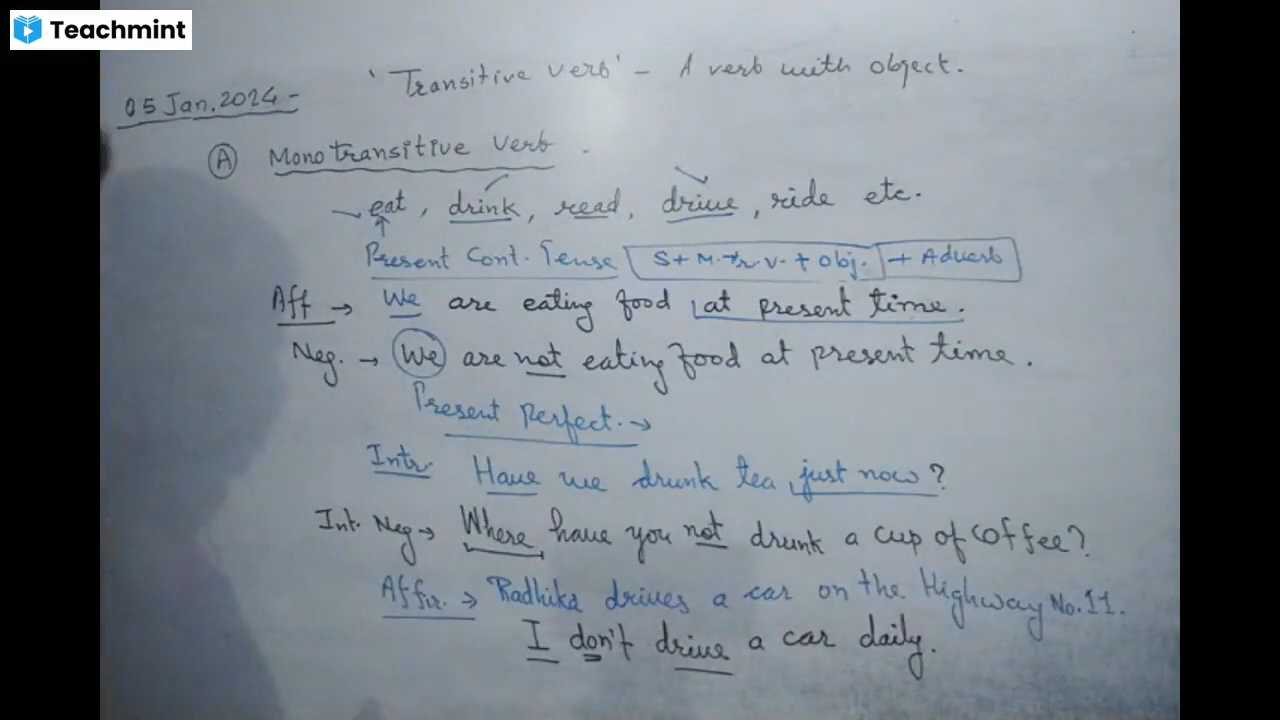 Teachmint
'Transitive verb' - A verb with object.
05 Jan, 2024 -
(A) Monotransitive verb
eat, drink, read, drive, ride etc.
Present Cont. Tense S + M. tr. v. + Obj. + Adverb
Aff → We are eating food at present time.
Neg. → We are not eating food at present time.
Present Perfect. →
Intr. Have we drunk tea just now?
Int. Neg → Where have you not drunk a cup of coffee?
Affir. → Radhika drives a car on the Highway No. 11.
I don't drive a car daily.